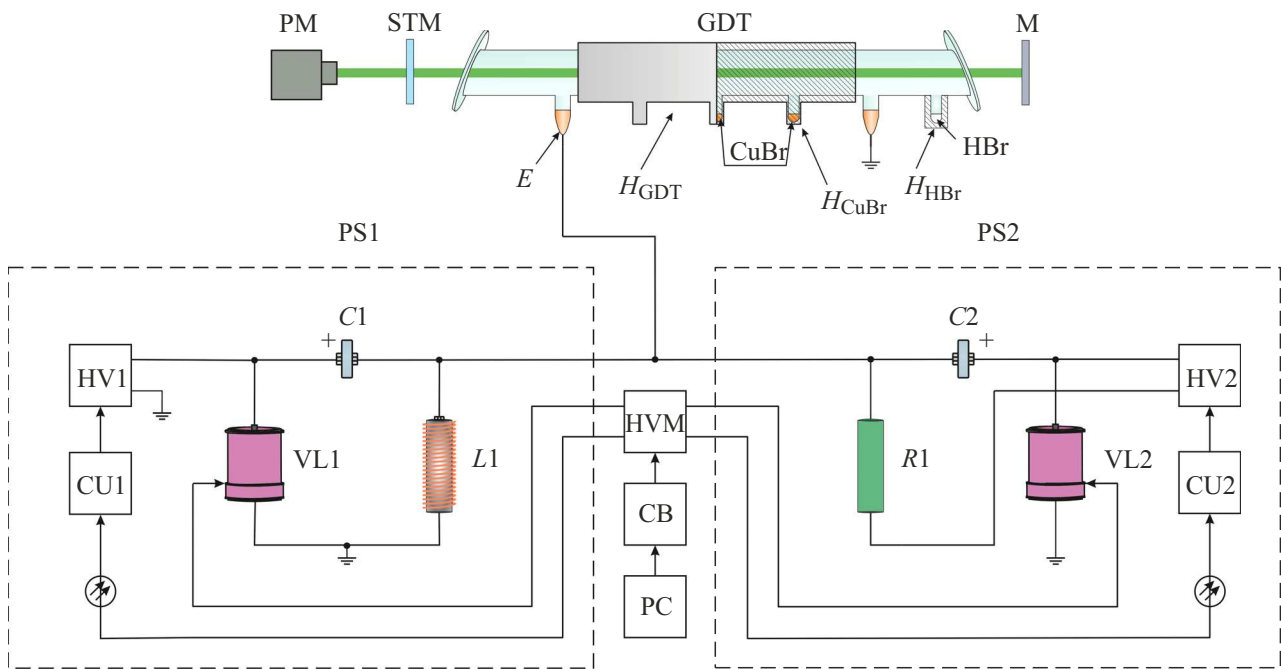 PM STM GDT M
CuBr HBr
E H_GDT H_CuBr H_HBr
PS1 PS2
C1 C2
+ +
HV1 HV2
HVM
VL1 L1 R1 VL2
CU1 CU2
CB
PC